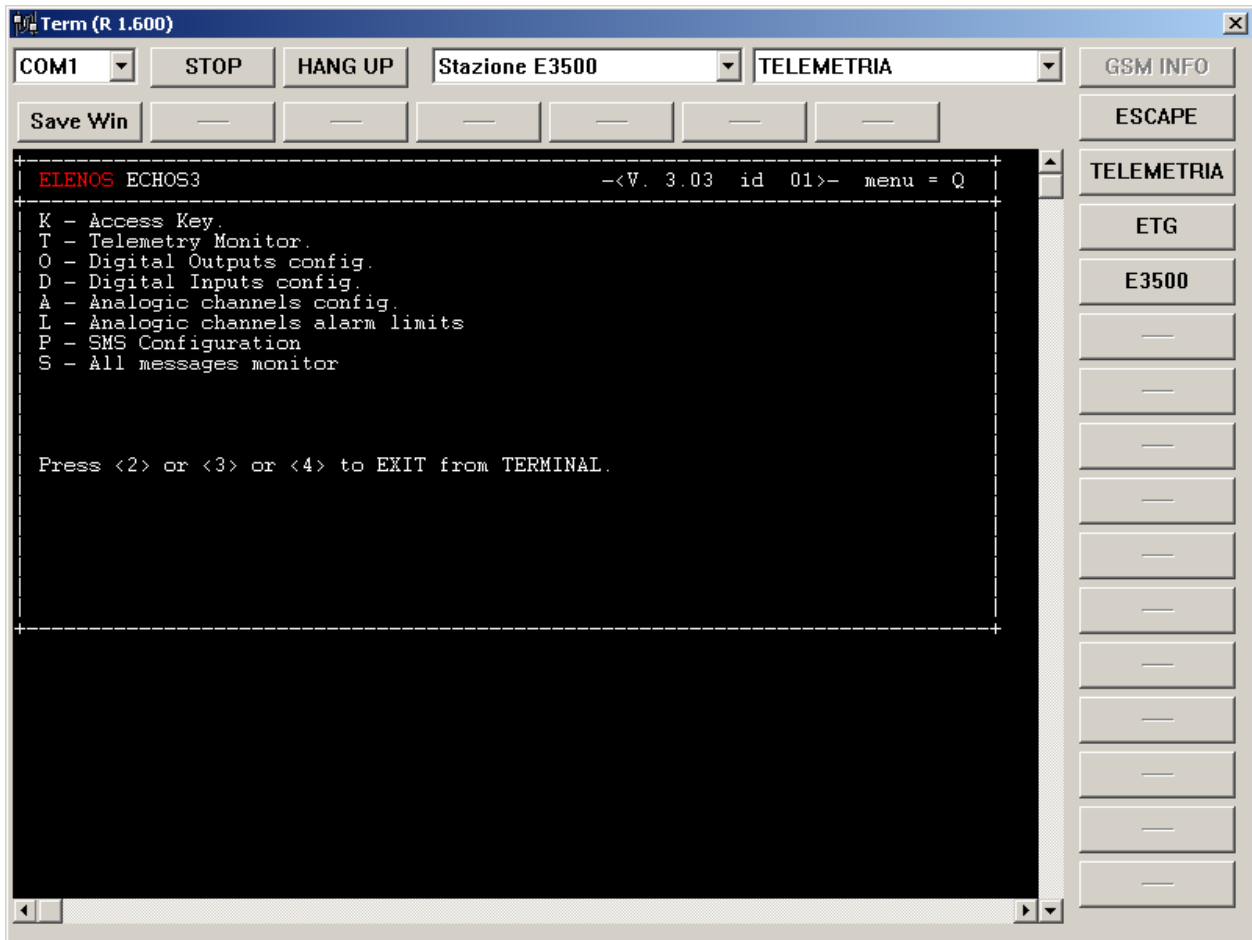 Term (R 1.600)
COM1 STOP HANG UP Stazione E3500 TELEMETRIA GSM INFO
Save Win ESCAPE
ELENOS ECHOS3 -<V. 3.03 id 01>- menu = Q
K - Access Key.
T - Telemetry Monitor.
O - Digital Outputs config.
D - Digital Inputs config.
A - Analogic channels config.
L - Analogic channels alarm limits
P - SMS Configuration
S - All messages monitor
Press <2> or <3> or <4> to EXIT from TERMINAL.
TELEMETRIA
ETG
E3500